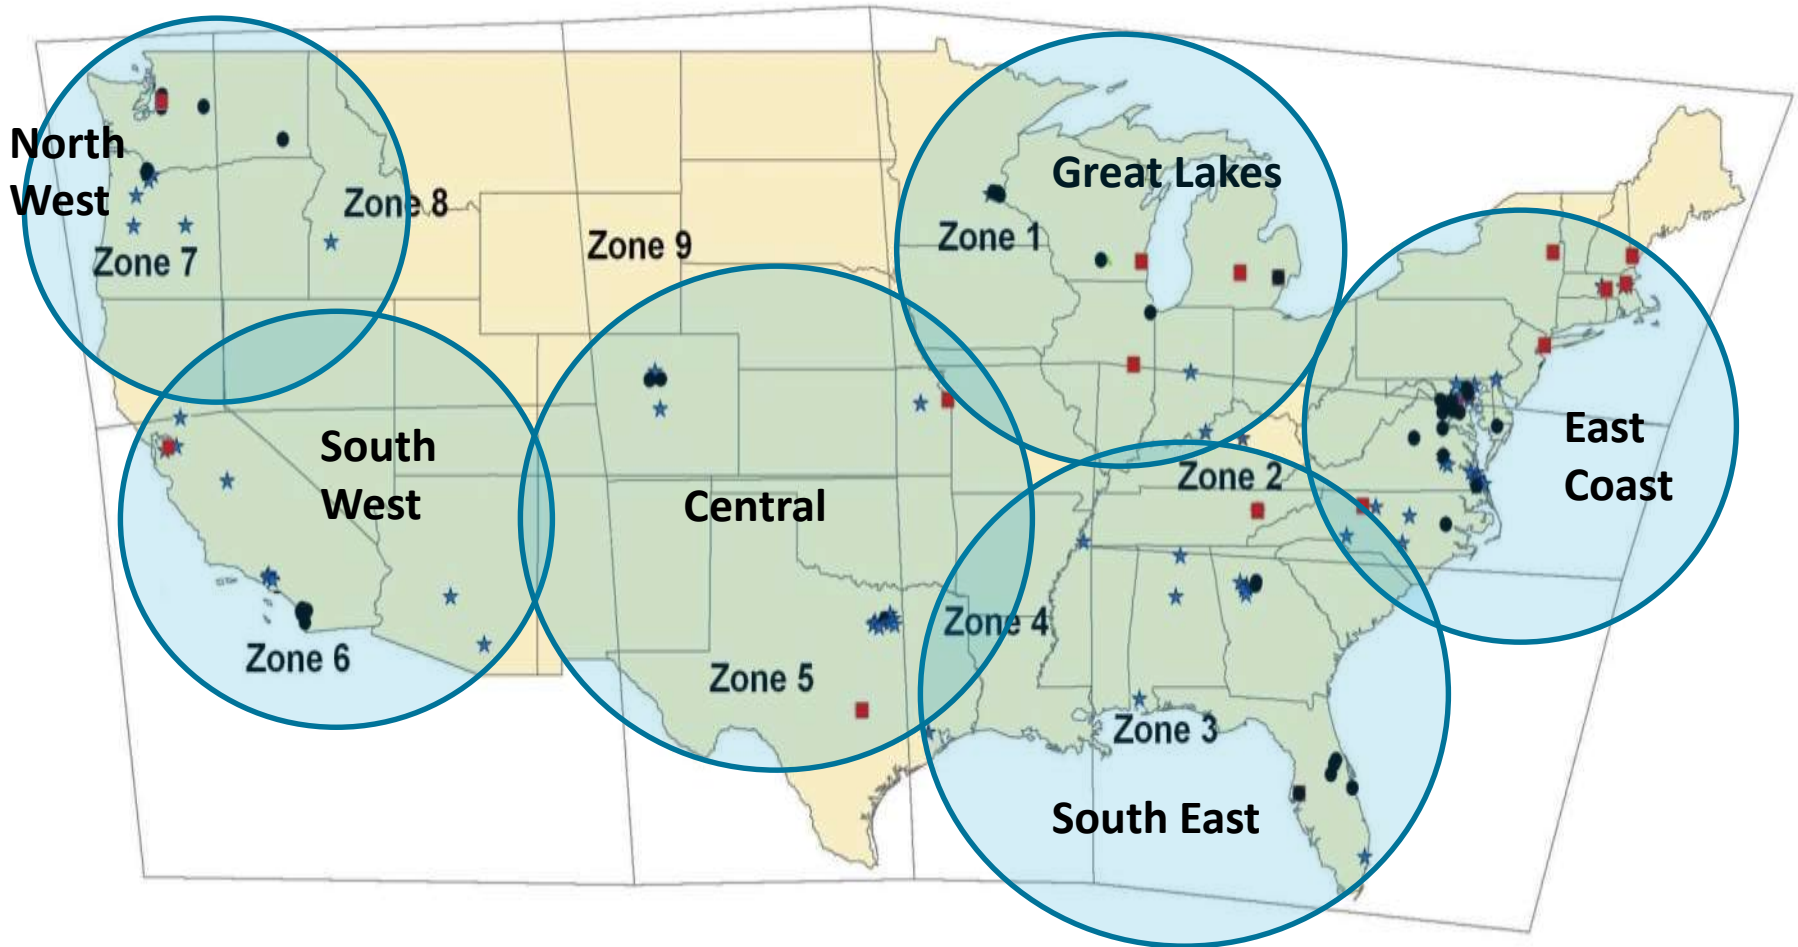 North
West
Zone 7
Zone 8
Zone 9
Great Lakes
Zone 1
South
West
Central
Zone 2
East
Coast
Zone 6
Zone 5
Zone 4
Zone 3
South East